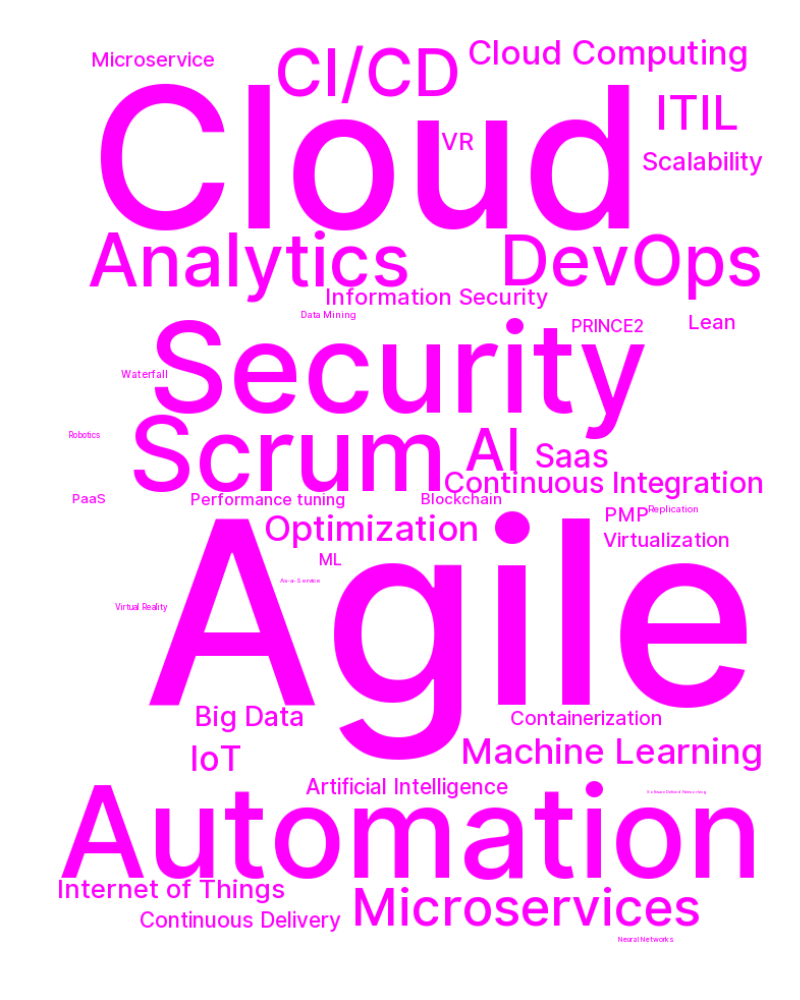 Microservice
CI/CD
Cloud Computing
Cloud
ITIL
VR
Scalability
Analytics
DevOps
Information Security
Data Mining
PRINCE2
Lean
Security
Waterfall
Scrum
Robotics
AI
Saas
Continuous Integration
PaaS
Performance tuning
Blockchain
PMP
Replication
Optimization
Virtualization
ML
As-a-Service
Agile
Virtual Reality
Big Data
Containerization
IoT
Machine Learning
Artificial Intelligence
Automation
Internet of Things
Microservices
Continuous Delivery
Neural Networks